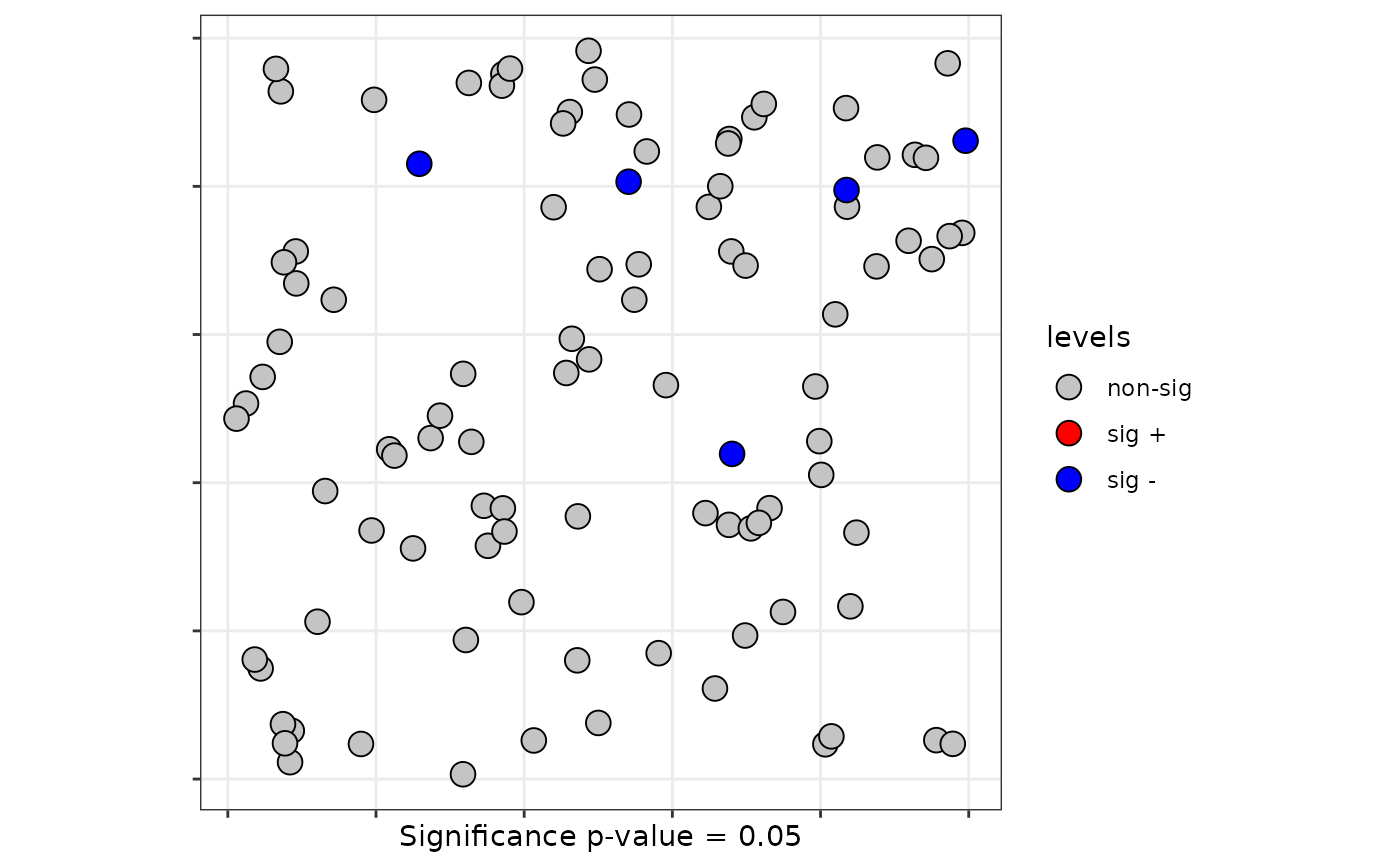 levels
non-sig
sig +
sig -
Significance p-value = 0.05